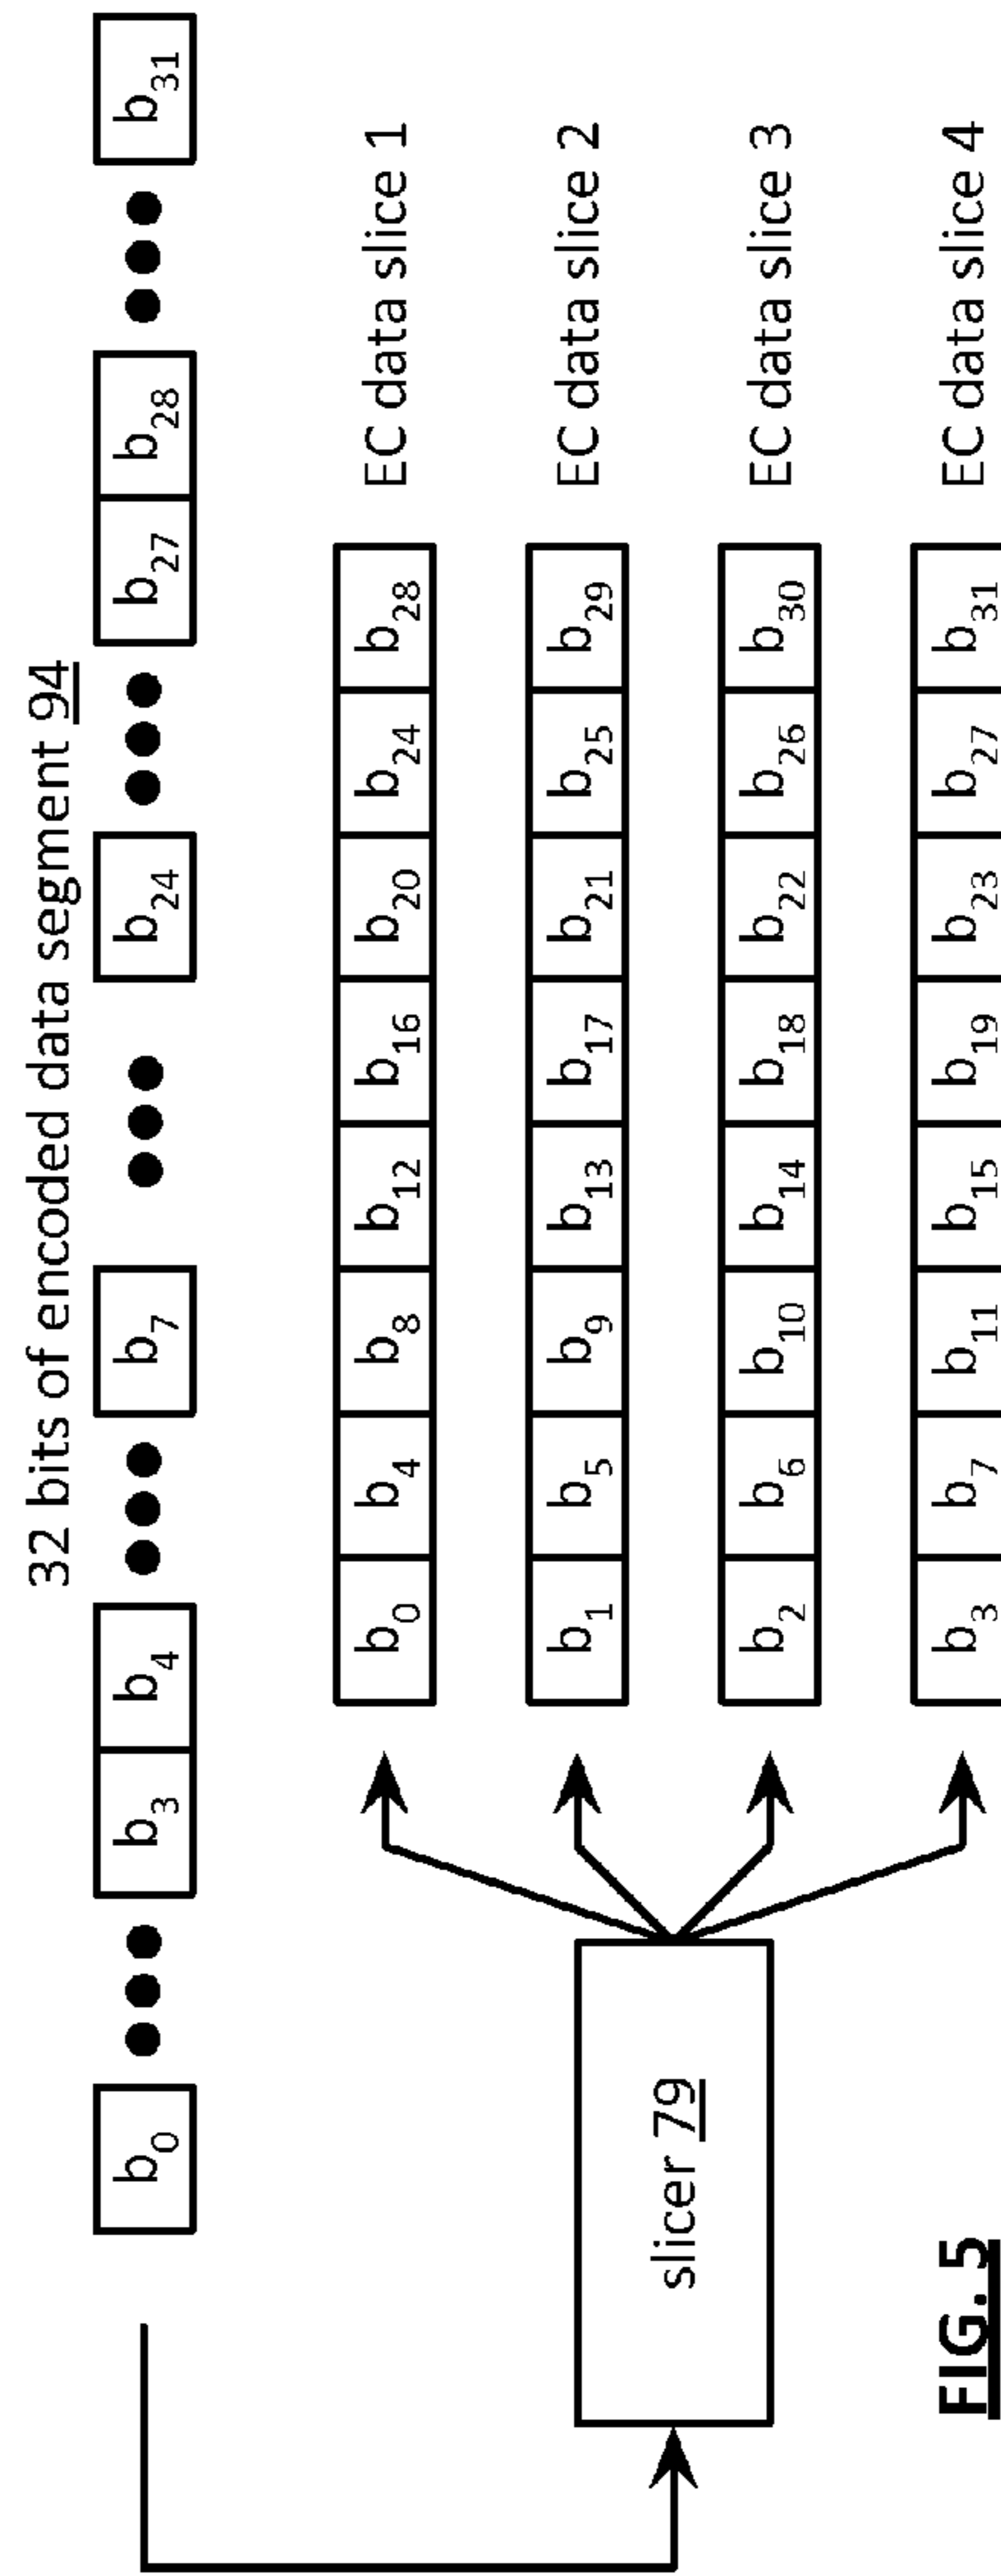 32 bits of encoded data segment 94
b0 ••• b3 b4 ••• b7 ••• b24 ••• b27 b28 ••• b31
b0 b4 b8 b12 b16 b20 b24 b28 EC data slice 1
b1 b5 b9 b13 b17 b21 b25 b29 EC data slice 2
slicer 79
b2 b6 b10 b14 b18 b22 b26 b30 EC data slice 3
b3 b7 b11 b15 b19 b23 b27 b31 EC data slice 4
FIG. 5